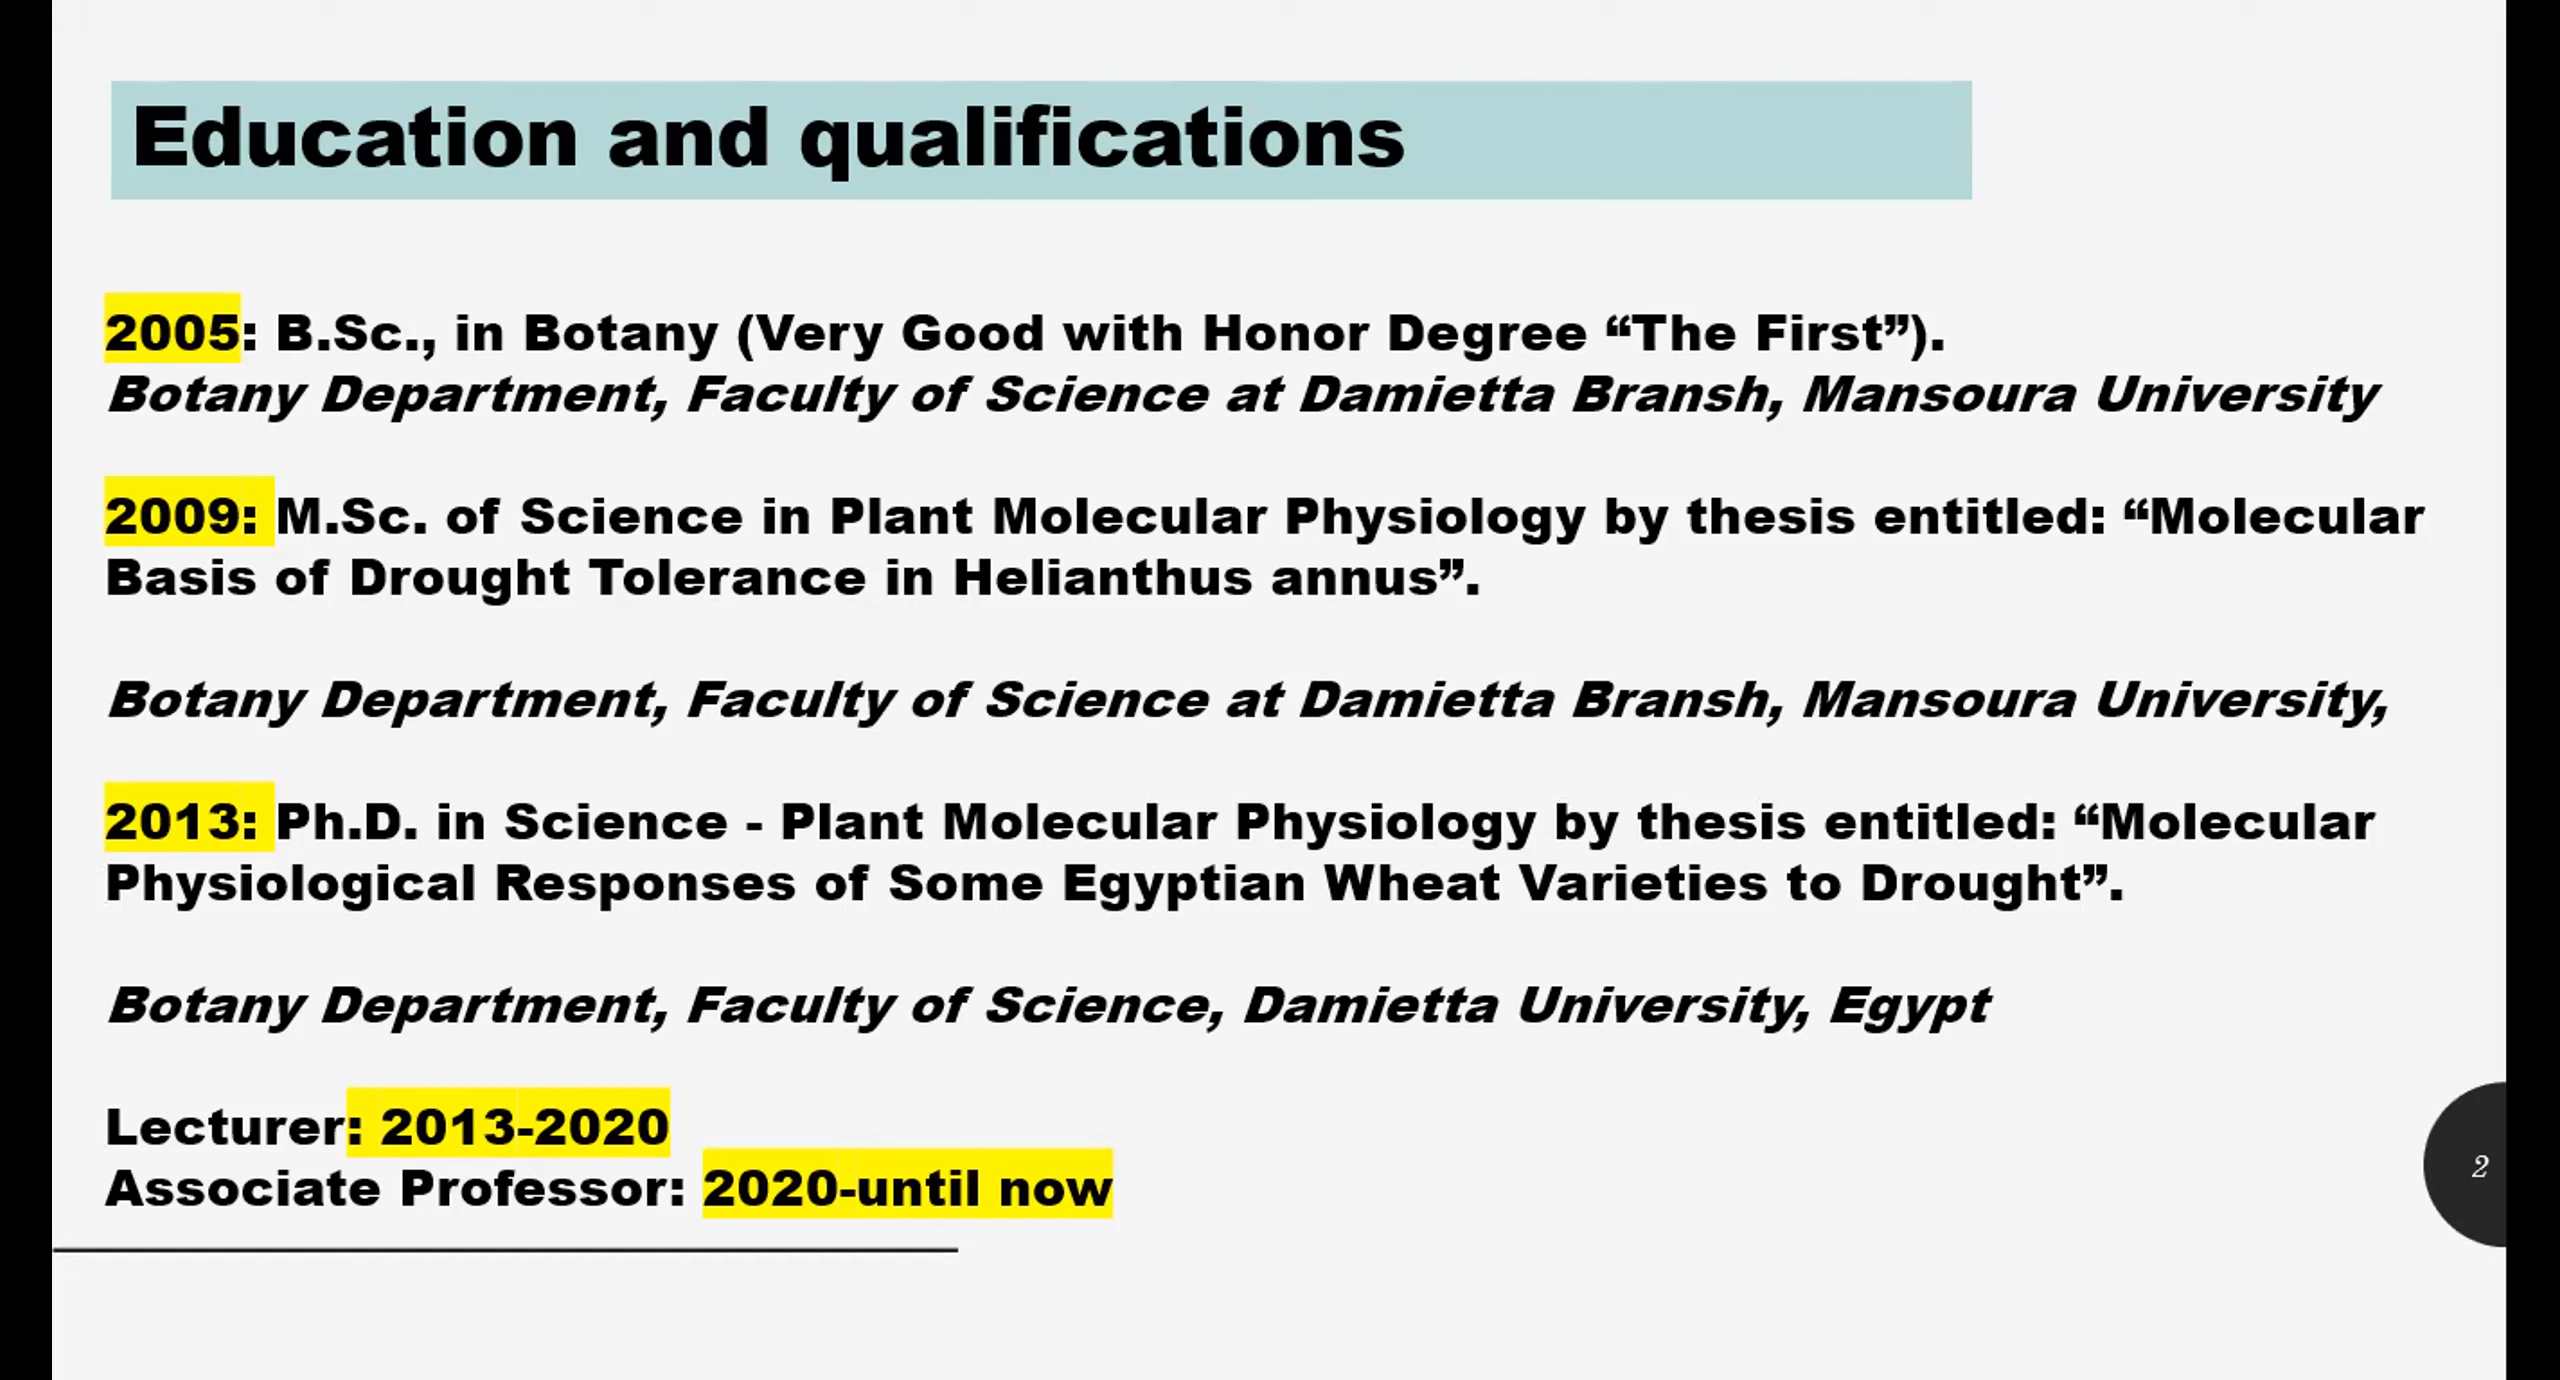 Education and qualifications
2005: B.Sc., in Botany (Very Good with Honor Degree “The First”).
Botany Department, Faculty of Science at Damietta Bransh, Mansoura University
2009: M.Sc. of Science in Plant Molecular Physiology by thesis entitled: “Molecular
Basis of Drought Tolerance in Helianthus annus”.
Botany Department, Faculty of Science at Damietta Bransh, Mansoura University,
2013: Ph.D. in Science - Plant Molecular Physiology by thesis entitled: “Molecular
Physiological Responses of Some Egyptian Wheat Varieties to Drought”.
Botany Department, Faculty of Science, Damietta University, Egypt
Lecturer: 2013-2020
Associate Professor: 2020-until now
2